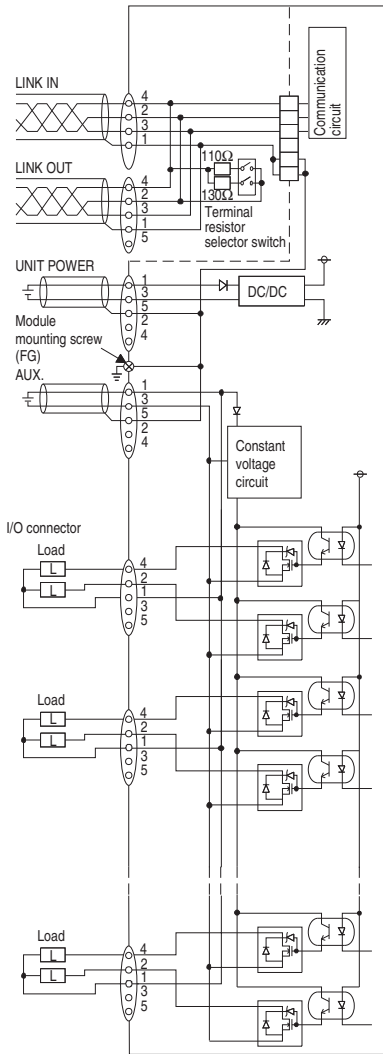 LINK IN
4
2
3
1
Communication
circuit
LINK OUT
4
2
3
1
5
110Ω
130Ω
Terminal
resistor
selector switch
UNIT POWER
1
3
5
2
4
DC/DC
Module
mounting screw
(FG)
AUX.
1
3
5
2
4
Constant
voltage
circuit
I/O connector
Load
L
L
4
2
1
3
5
Load
L
L
4
2
1
3
5
Load
L
L
4
2
1
3
5